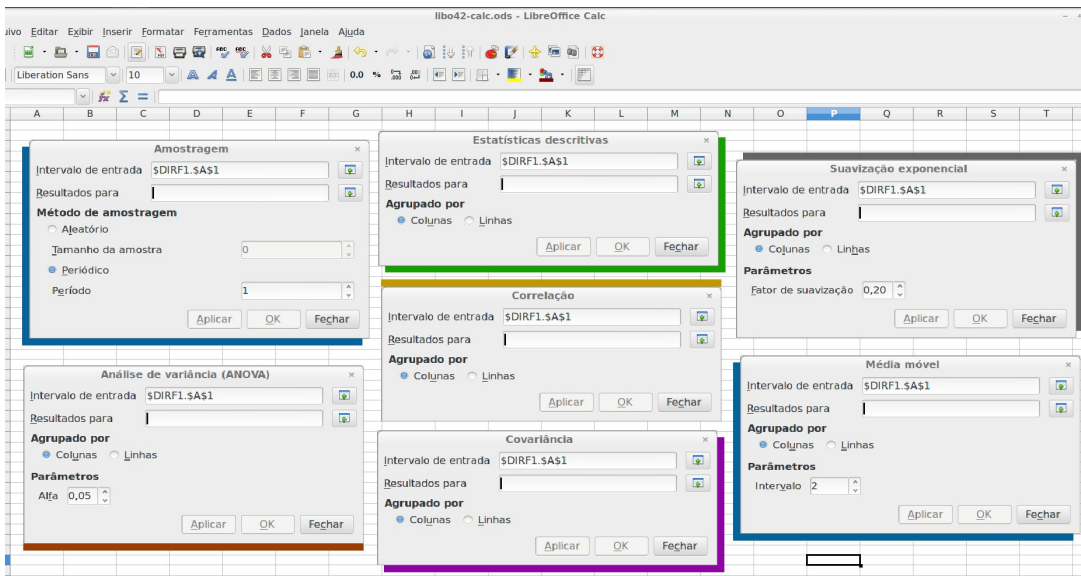 libo42-calc.ods - LibreOffice Calc
uivo Editar Exibir Inserir Formatar Ferramentas Dados Janela Ajuda
Liberation Sans 10 0.0 %
A B C D E F G H I J K L M N O P Q R S T
Amostragem
Intervalo de entrada $DIRF1.$A$1
Resultados para
Método de amostragem
Aleatório
Tamanho da amostra 0
Periódico
Período 1
Aplicar OK Fechar
Estatísticas descritivas
Intervalo de entrada $DIRF1.$A$1
Resultados para
Agrupado por
Colunas Linhas
Aplicar OK Fechar
Suavização exponencial
Intervalo de entrada $DIRF1.$A$1
Resultados para
Agrupado por
Colunas Linhas
Parâmetros
Fator de suavização 0,20
Aplicar OK Fechar
Correlação
Intervalo de entrada $DIRF1.$A$1
Resultados para
Agrupado por
Colunas Linhas
Aplicar OK Fechar
Análise de variância (ANOVA)
Intervalo de entrada $DIRF1.$A$1
Resultados para
Agrupado por
Colunas Linhas
Parâmetros
Alfa 0,05
Aplicar OK Fechar
Covariância
Intervalo de entrada $DIRF1.$A$1
Resultados para
Agrupado por
Colunas Linhas
Aplicar OK Fechar
Média móvel
Intervalo de entrada $DIRF1.$A$1
Resultados para
Agrupado por
Colunas Linhas
Parâmetros
Intervalo 2
Aplicar OK Fechar